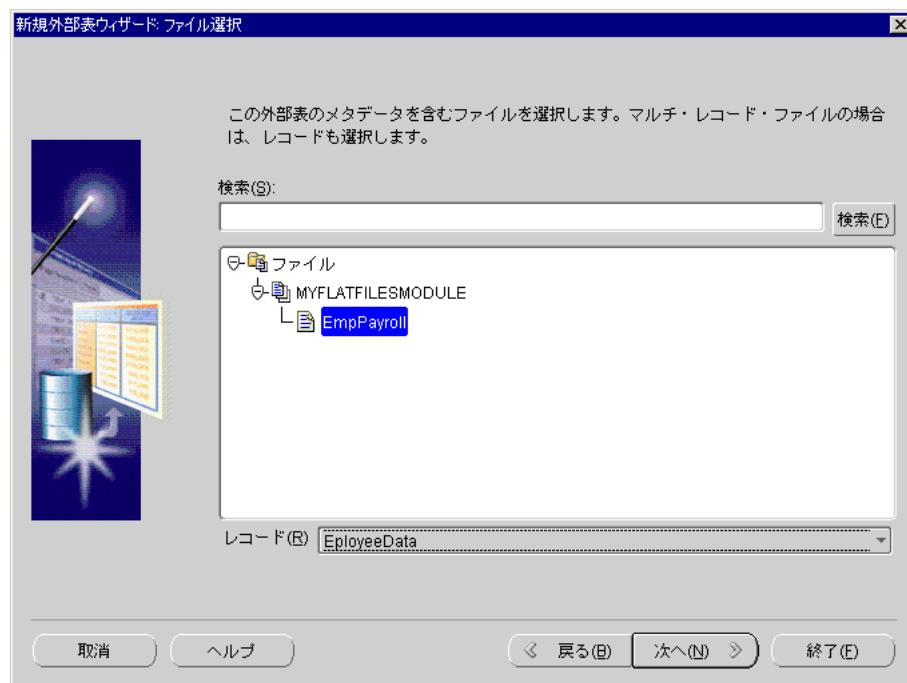 新規外部表ウィザード: ファイル選択
この外部表のメタデータを含むファイルを選択します。マルチ・レコード・ファイルの場合
は、レコードも選択します。
検索(S):
検索(F)
ファイル
MYFLATFILESMODULE
EmpPayroll
レコード(R)
EployeeData
取消
ヘルプ
戻る(B)
次へ(N)
終了(F)